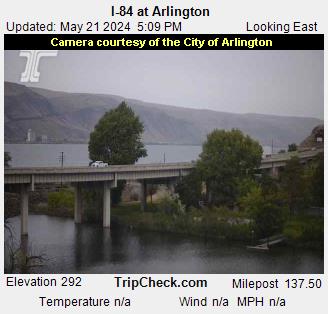 I-84 at Arlington
Updated: May 21 2024 5:09 PM Looking East
Camera courtesy of the City of Arlington
Elevation 292 TripCheck.com Milepost 137.50
Temperature n/a Wind n/a MPH n/a